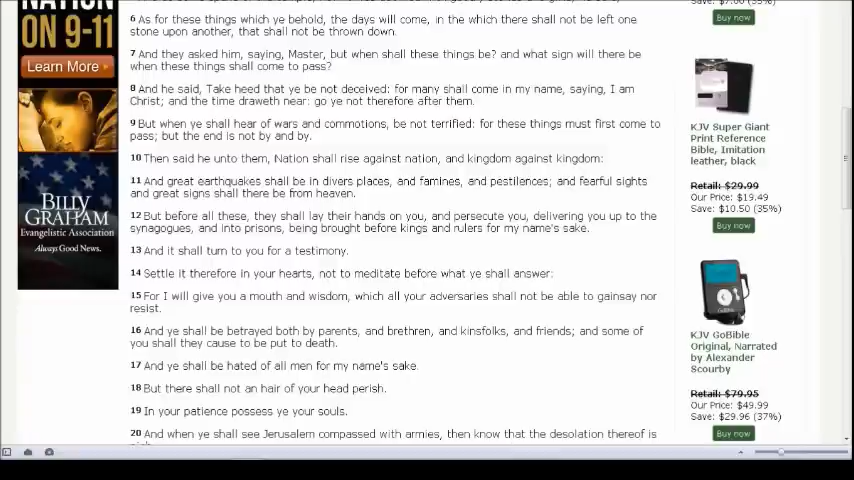 NATION
ON 9-11
Learn More
BILLY
GRAHAM
Evangelistic Association
Always Good News.
6 As for these things which ye behold, the days will come, in the which there shall not be left one
stone upon another, that shall not be thrown down.
7 And they asked him, saying, Master, but when shall these things be? and what sign will there be
when these things shall come to pass?
8 And he said, Take heed that ye be not deceived: for many shall come in my name, saying, I am
Christ; and the time draweth near: go ye not therefore after them.
9 But when ye shall hear of wars and commotions, be not terrified: for these things must first come to
pass; but the end is not by and by.
10 Then said he unto them, Nation shall rise against nation, and kingdom against kingdom:
11 And great earthquakes shall be in divers places, and famines, and pestilences; and fearful sights
and great signs shall there be from heaven.
12 But before all these, they shall lay their hands on you, and persecute you, delivering you up to the
synagogues, and into prisons, being brought before kings and rulers for my name's sake.
13 And it shall turn to you for a testimony.
14 Settle it therefore in your hearts, not to meditate before what ye shall answer:
15 For I will give you a mouth and wisdom, which all your adversaries shall not be able to gainsay nor
resist.
16 And ye shall be betrayed both by parents, and brethren, and kinsfolks, and friends; and some of
you shall they cause to be put to death.
17 And ye shall be hated of all men for my name's sake.
18 But there shall not an hair of your head perish.
19 In your patience possess ye your souls.
20 And when ye shall see Jerusalem compassed with armies, then know that the desolation thereof is
Save: $7.00 (35%)
Buy now
KJV Super Giant
Print Reference
Bible, Imitation
leather, black
Retail: $29.99
Our Price: $19.49
Save: $10.50 (35%)
Buy now
KJV GoBible
Original, Narrated
by Alexander
Scourby
Retail: $79.95
Our Price: $49.99
Save: $29.96 (37%)
Buy now